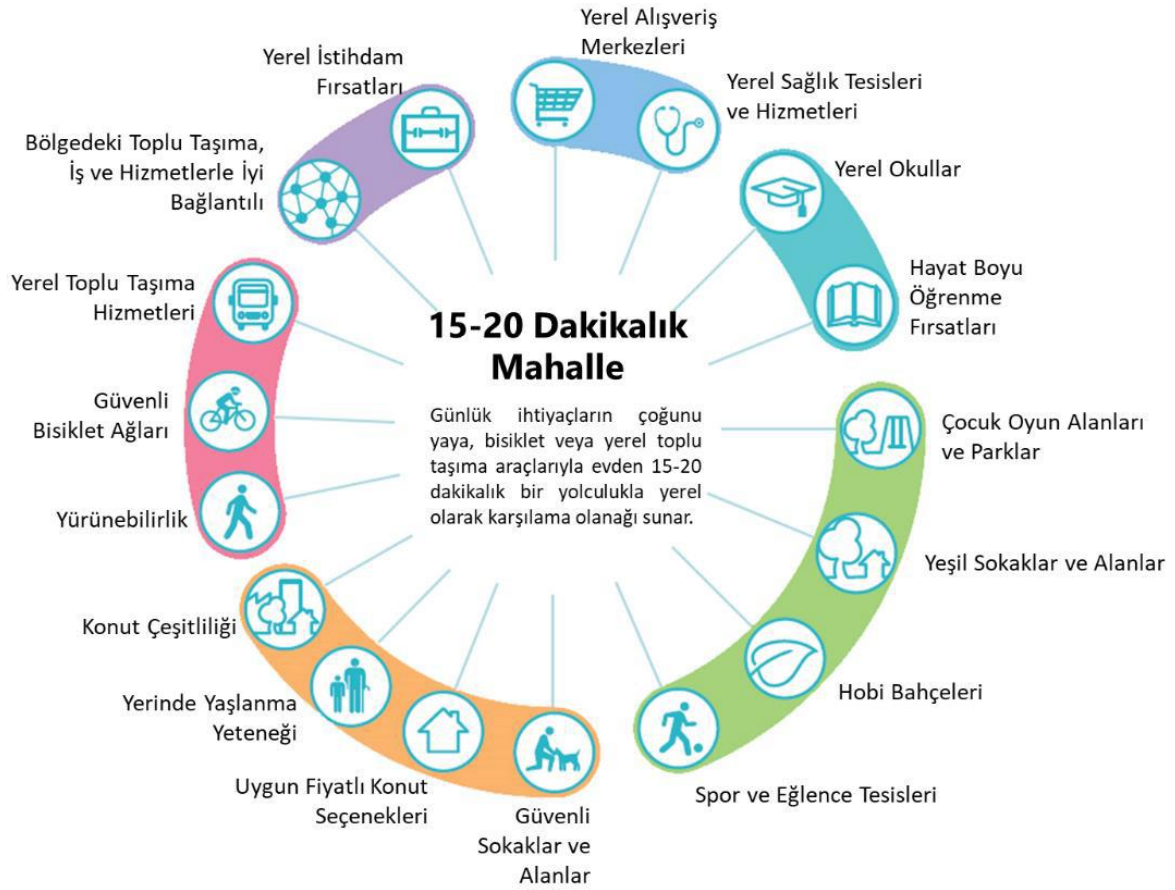 15-20 Dakikalık
Mahalle
Günlük ihtiyaçların çoğunu
yaya, bisiklet veya yerel toplu
taşıma araçlarıyla evden 15-20
dakikalık bir yolculukla yerel
olarak karşılama olanağı sunar.
Yerel Alışveriş
Merkezleri
Yerel Sağlık Tesisleri
ve Hizmetleri
Yerel Okullar
Hayat Boyu
Öğrenme
Fırsatları
Çocuk Oyun Alanları
ve Parklar
Yeşil Sokaklar ve Alanlar
Hobi Bahçeleri
Spor ve Eğlence Tesisleri
Güvenli
Sokaklar ve
Alanlar
Uygun Fiyatlı Konut
Seçenekleri
Yerinde Yaşlanma
Yeteneği
Konut Çeşitliliği
Yürünebilirlik
Güvenli
Bisiklet Ağları
Yerel Toplu Taşıma
Hizmetleri
Bölgedeki Toplu Taşıma,
İş ve Hizmetlerle İyi
Bağlantılı
Yerel İstihdam
Fırsatları